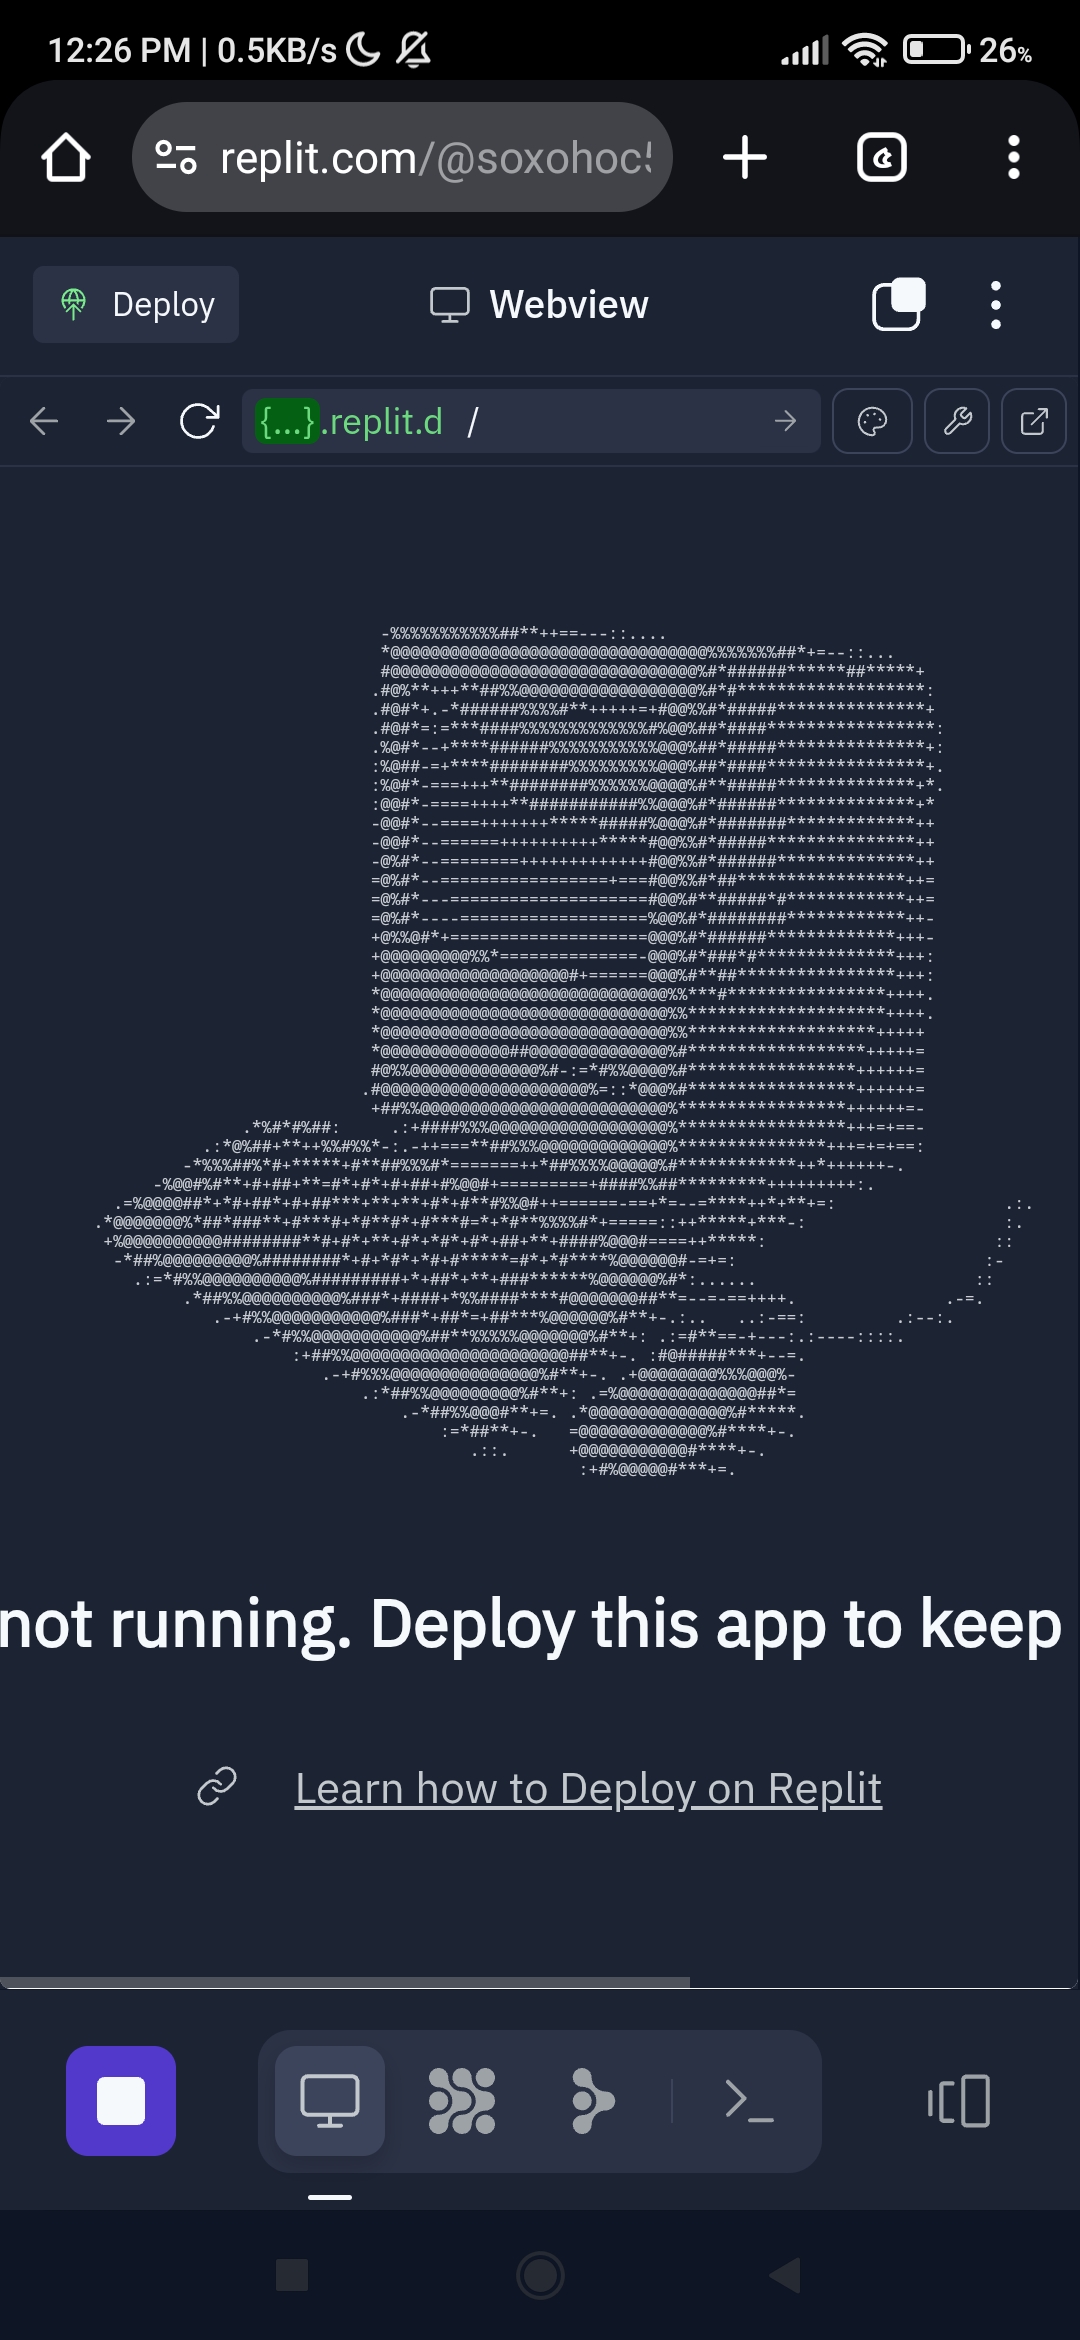 12:26 PM | 0.5KB/s 26%
replit.com/@soxohoc
Deploy
Webview
{...}.replit.d /
not running. Deploy this app to keep
Learn how to Deploy on Replit